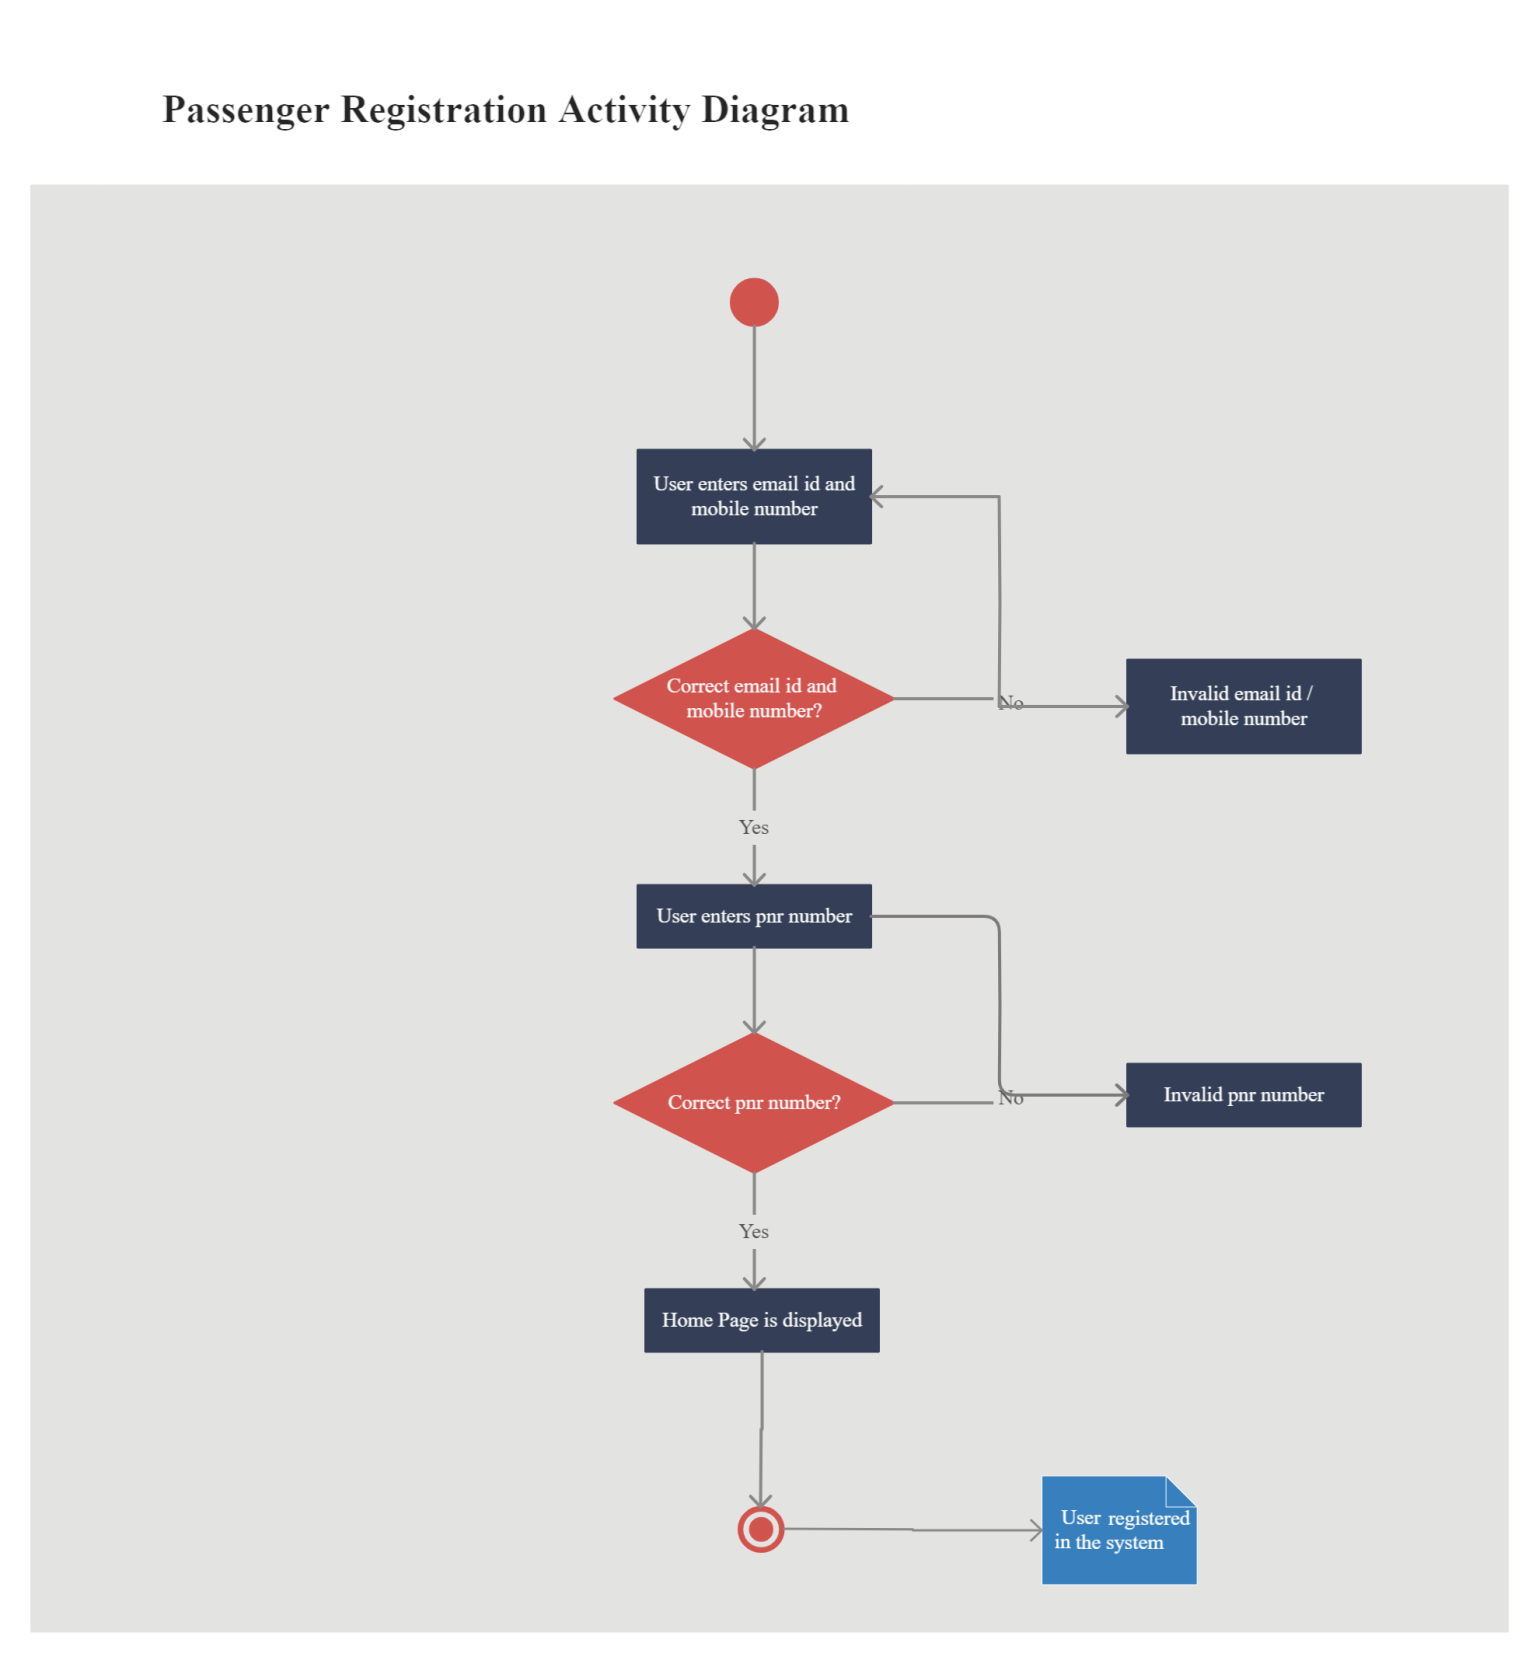 Passenger Registration Activity Diagram
User enters email id and
mobile number
Correct email id and
mobile number?
No
Invalid email id /
mobile number
Yes
User enters pnr number
Correct pnr number?
No
Invalid pnr number
Yes
Home Page is displayed
User registered
in the system